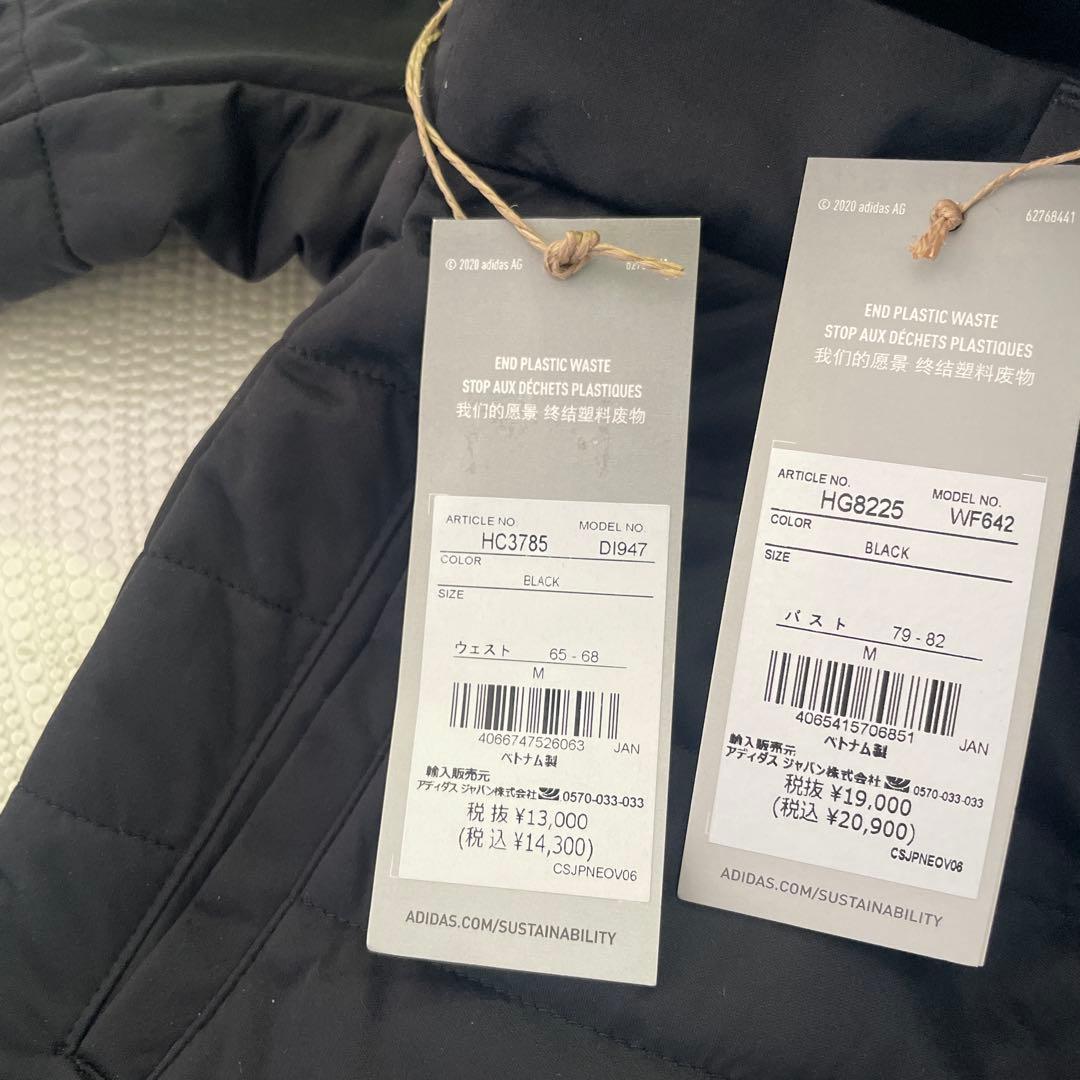 © 2020 adidas AG
END PLASTIC WASTE
STOP AUX DÉCHETS PLASTIQUES
我们的愿景 终结塑料废物
ARTICLE NO.
HC3785
MODEL NO.
DI947
COLOR
BLACK
SIZE
ウェスト 65 - 68
M
4066747526063 JAN
ベトナム製
輸入販売元
アディダス ジャパン株式会社 0570-033-033
税抜 ¥13,000
(税込 ¥14,300)
CSJPNEOV06
ADIDAS.COM/SUSTAINABILITY
© 2020 adidas AG
62768441
END PLASTIC WASTE
STOP AUX DÉCHETS PLASTIQUES
我们的愿景 终结塑料废物
ARTICLE NO.
HG8225
MODEL NO.
WF642
COLOR
BLACK
SIZE
バスト 79 - 82
M
4065415706851 JAN
ベトナム製
輸入販売元
アディダス ジャパン株式会社 0570-033-033
税抜 ¥19,000
(税込 ¥20,900)
CSJPNEOV06
ADIDAS.COM/SUSTAINABILITY